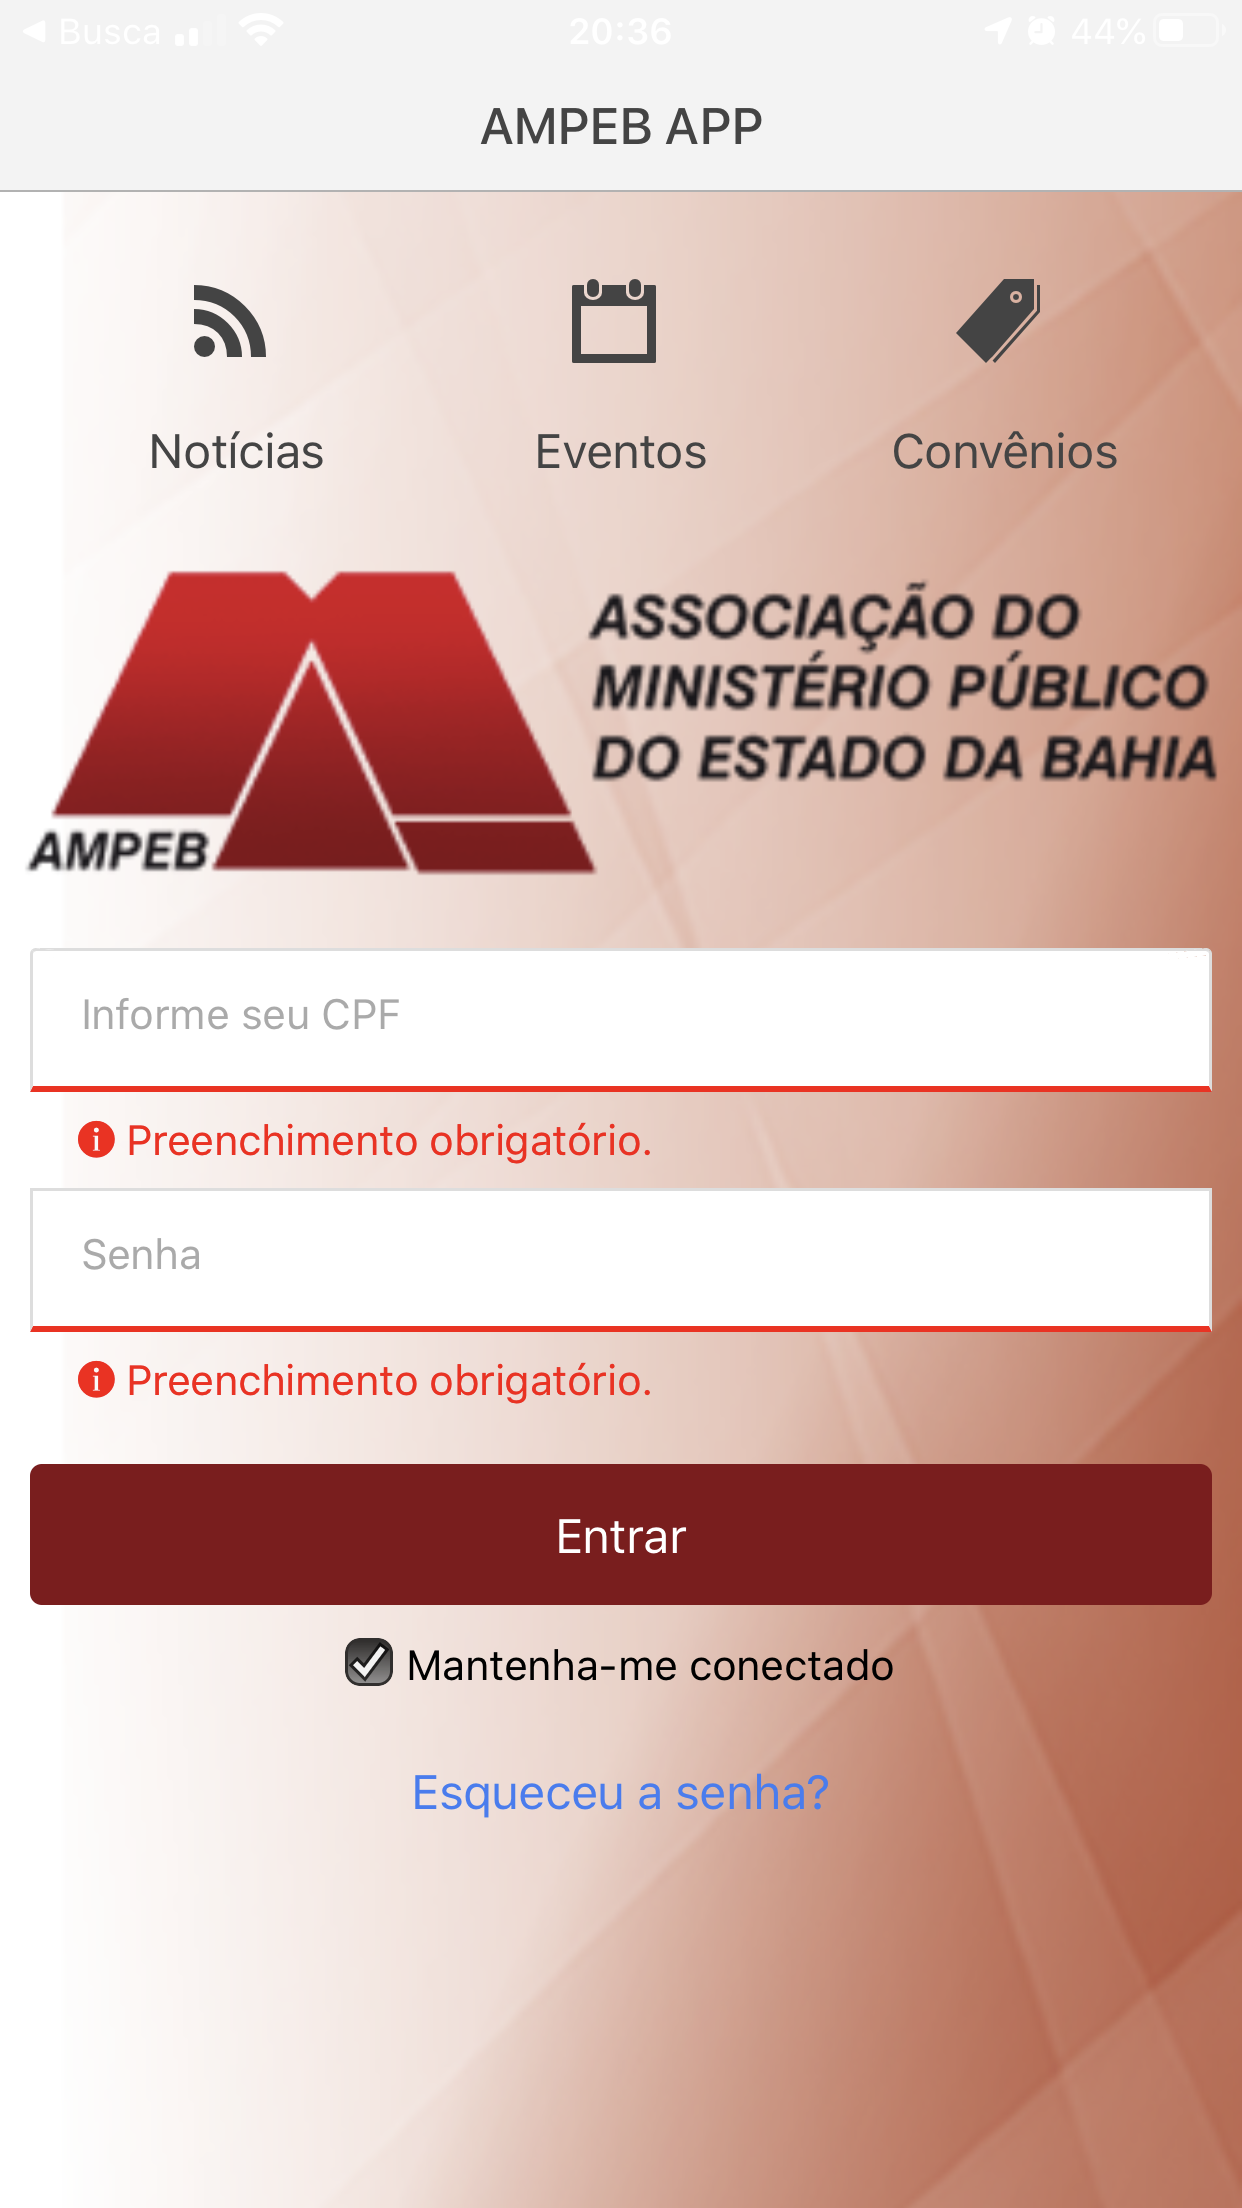 Busca 20:36 44%
AMPEB APP
Notícias Eventos Convênios
ASSOCIAÇÃO DO
MINISTÉRIO PÚBLICO
DO ESTADO DA BAHIA
AMPEB
Informe seu CPF
Preenchimento obrigatório.
Senha
Preenchimento obrigatório.
Entrar
Mantenha-me conectado
Esqueceu a senha?